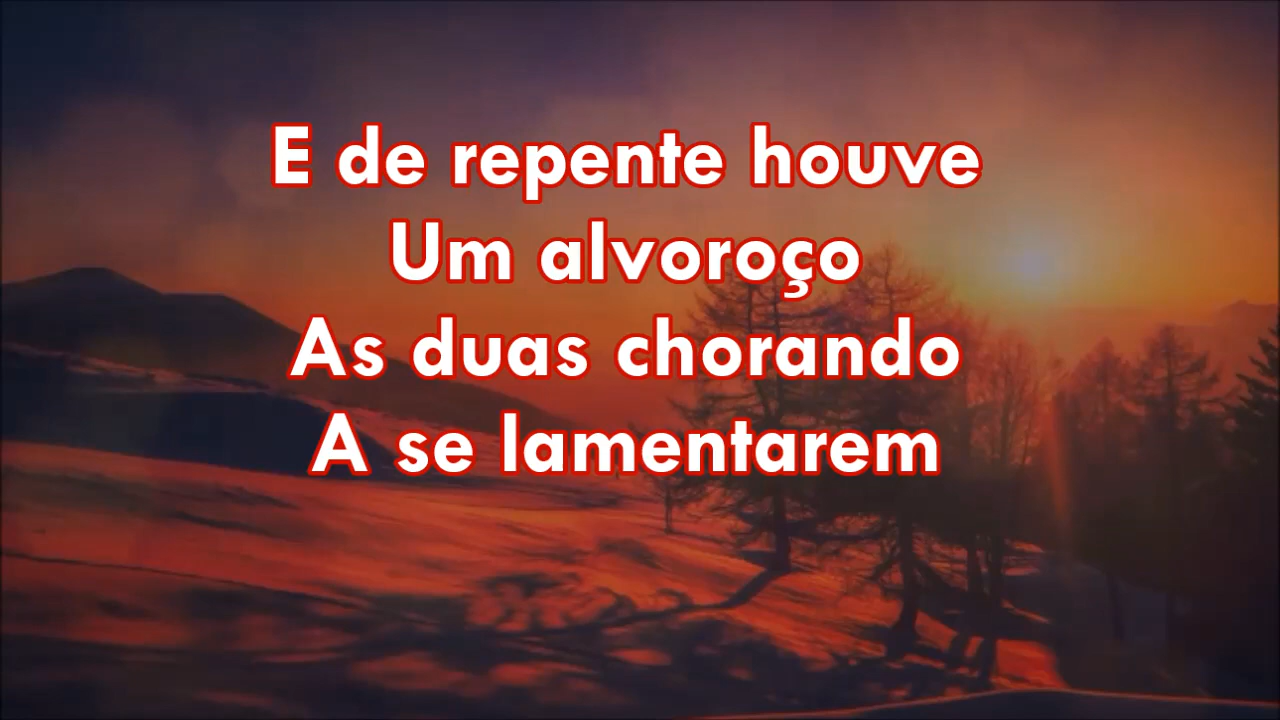 E de repente houve
Um alvoroço
As duas chorando
A se lamentarem